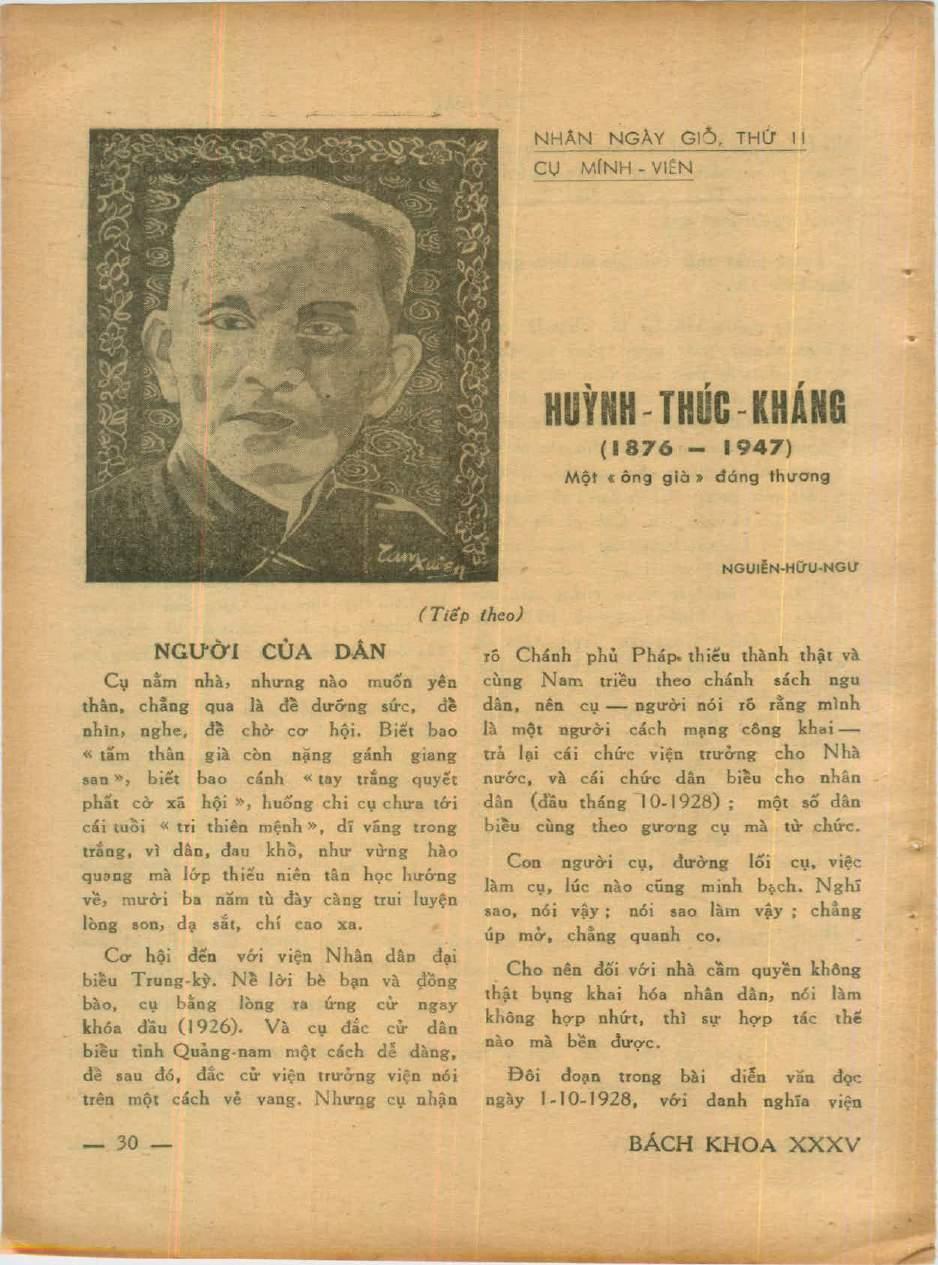 NHÂN NGÀY GIỖ, THỨ 11
CỤ MÍNH - VIÊN
HUỲNH - THÚC - KHÁNG
(1876 — 1947)
Một « ông già » đáng thương
NGUIỄN-HỮU-NGƯ
Tam Xuiên
(Tiếp theo)
NGƯỜI CỦA DÂN
Cụ nằm nhà, nhưng nào muốn yên
thân, chẳng qua là để dưỡng sức, để
nhìn, nghe, để chờ cơ hội. Biết bao
« tấm thân già còn nặng gánh giang
san », biết bao cánh « tay trắng quyết
phất cờ xã hội », huống chi cụ chưa tới
cái tuổi « tri thiên mệnh », dĩ vãng trong
trắng, vì dân, đau khổ, như vừng hào
quang mà lớp thiếu niên tân học hướng
về, mười ba năm tù đày càng trui luyện
lòng son, dạ sắt, chí cao xa.
Cơ hội đến với viện Nhân dân đại
biểu Trung-kỳ. Nề lời bè bạn và đồng
bào, cụ bằng lòng ra ứng cử ngay
khóa đầu (1926). Và cụ đắc cử dân
biểu tỉnh Quảng-nam một cách dễ dàng,
để sau đó, đắc cử viện trưởng viện nói
trên một cách vẻ vang. Nhưng cụ nhận
rõ Chánh phủ Pháp thiếu thành thật và
cùng Nam triều theo chánh sách ngu
dân, nên cụ — người nói rõ rằng mình
là một người cách mạng công khai —
trả lại cái chức viện trưởng cho Nhà
nước, và cái chức dân biểu cho nhân
dân (đầu tháng 10-1928) ; một số dân
biểu cùng theo gương cụ mà từ chức.
Con người cụ, đường lối cụ, việc
làm cụ, lúc nào cũng minh bạch. Nghĩ
sao, nói vậy ; nói sao làm vậy ; chẳng
úp mở, chẳng quanh co.
Cho nên đối với nhà cầm quyền không
thật bụng khai hóa nhân dân, nói làm
không hợp nhứt, thì sự hợp tác thế
nào mà bền được.
Đôi đoạn trong bài diễn văn đọc
ngày 1-10-1928, với danh nghĩa viện
— 30 —
BÁCH KHOA XXXV